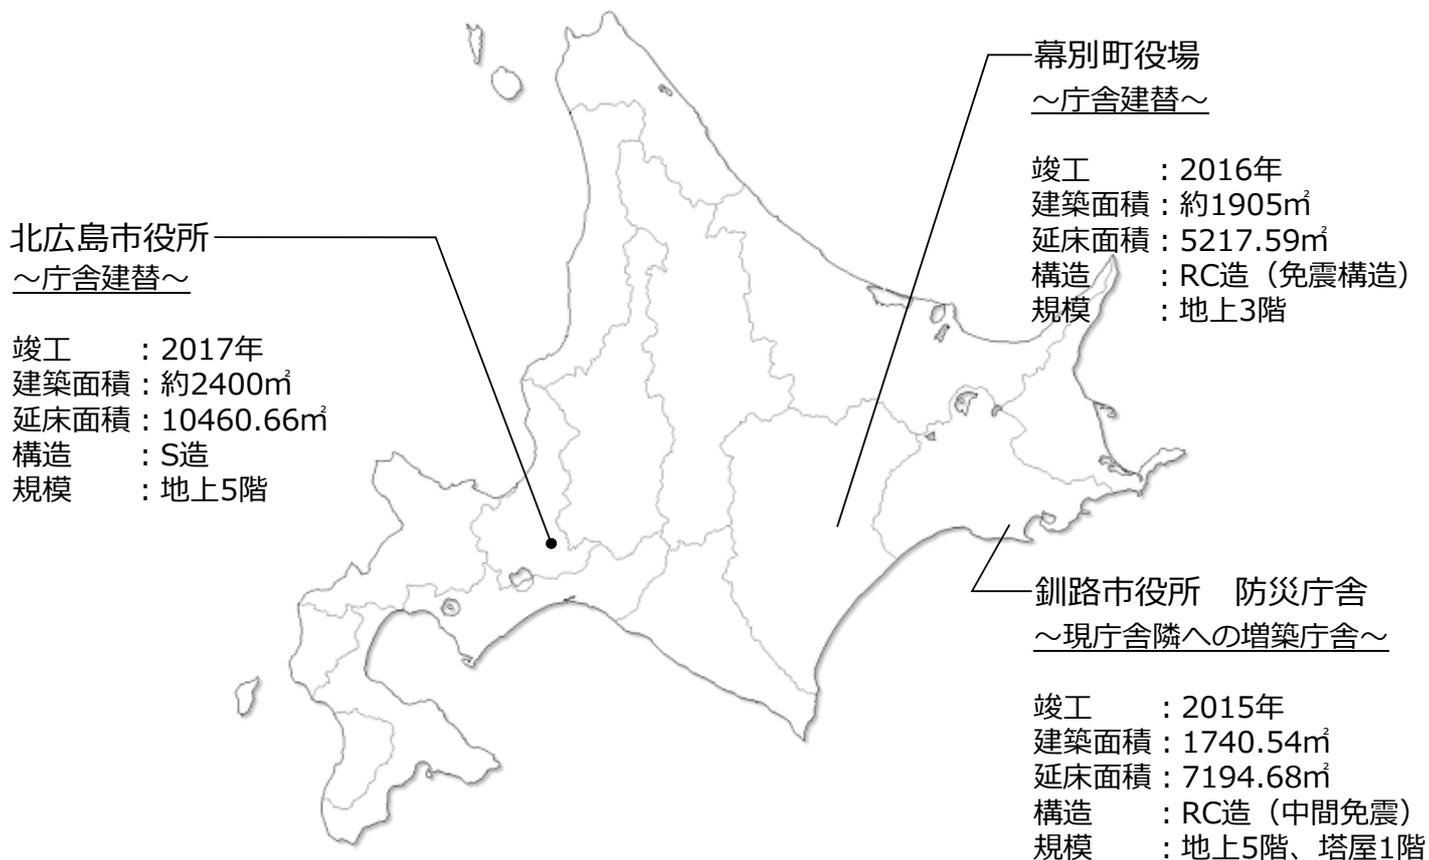 幕別町役場
～庁舎建替～
竣工　　：2016年
建築面積：約1905㎡
延床面積：5217.59㎡
構造　　：RC造（免震構造）
規模　　：地上3階
北広島市役所
～庁舎建替～
竣工　　：2017年
建築面積：約2400㎡
延床面積：10460.66㎡
構造　　：S造
規模　　：地上5階
釧路市役所　防災庁舎
～現庁舎隣への増築庁舎～
竣工　　：2015年
建築面積：1740.54㎡
延床面積：7194.68㎡
構造　　：RC造（中間免震）
規模　　：地上5階、塔屋1階